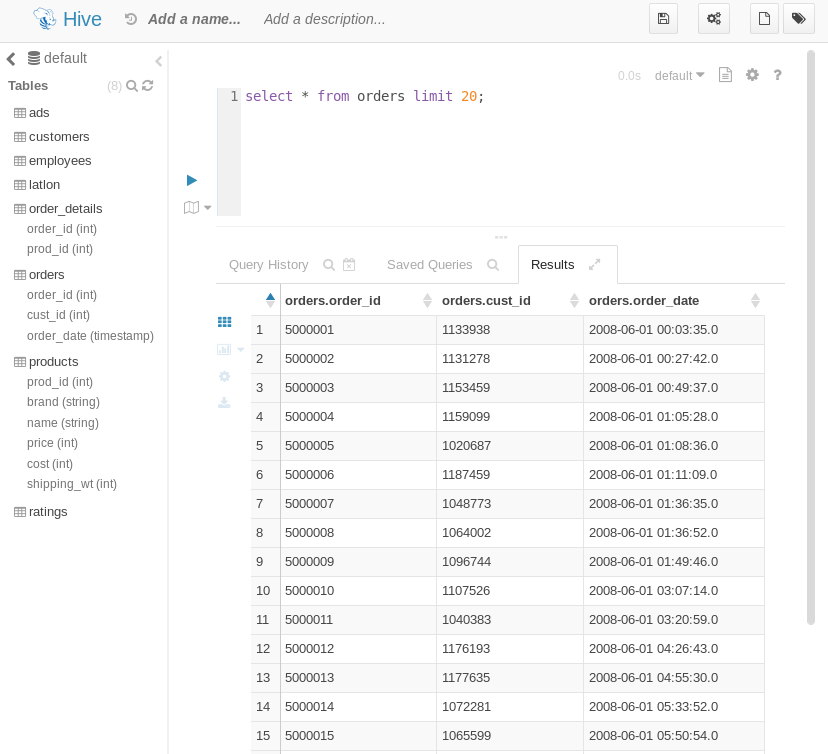 Hive Add a name... Add a description...
default
Tables (8)
ads
customers
employees
latlon
order_details
order_id (int)
prod_id (int)
orders
order_id (int)
cust_id (int)
order_date (timestamp)
products
prod_id (int)
brand (string)
name (string)
price (int)
cost (int)
shipping_wt (int)
ratings
0.0s default ?
1 select * from orders limit 20;
Query History Saved Queries Results
orders.order_id orders.cust_id orders.order_date
1 5000001 1133938 2008-06-01 00:03:35.0
2 5000002 1131278 2008-06-01 00:27:42.0
3 5000003 1153459 2008-06-01 00:49:37.0
4 5000004 1159099 2008-06-01 01:05:28.0
5 5000005 1020687 2008-06-01 01:08:36.0
6 5000006 1187459 2008-06-01 01:11:09.0
7 5000007 1048773 2008-06-01 01:36:35.0
8 5000008 1064002 2008-06-01 01:36:52.0
9 5000009 1096744 2008-06-01 01:49:46.0
10 5000010 1107526 2008-06-01 03:07:14.0
11 5000011 1040383 2008-06-01 03:20:59.0
12 5000012 1176193 2008-06-01 04:26:43.0
13 5000013 1177635 2008-06-01 04:55:30.0
14 5000014 1072281 2008-06-01 05:33:52.0
15 5000015 1065599 2008-06-01 05:50:54.0